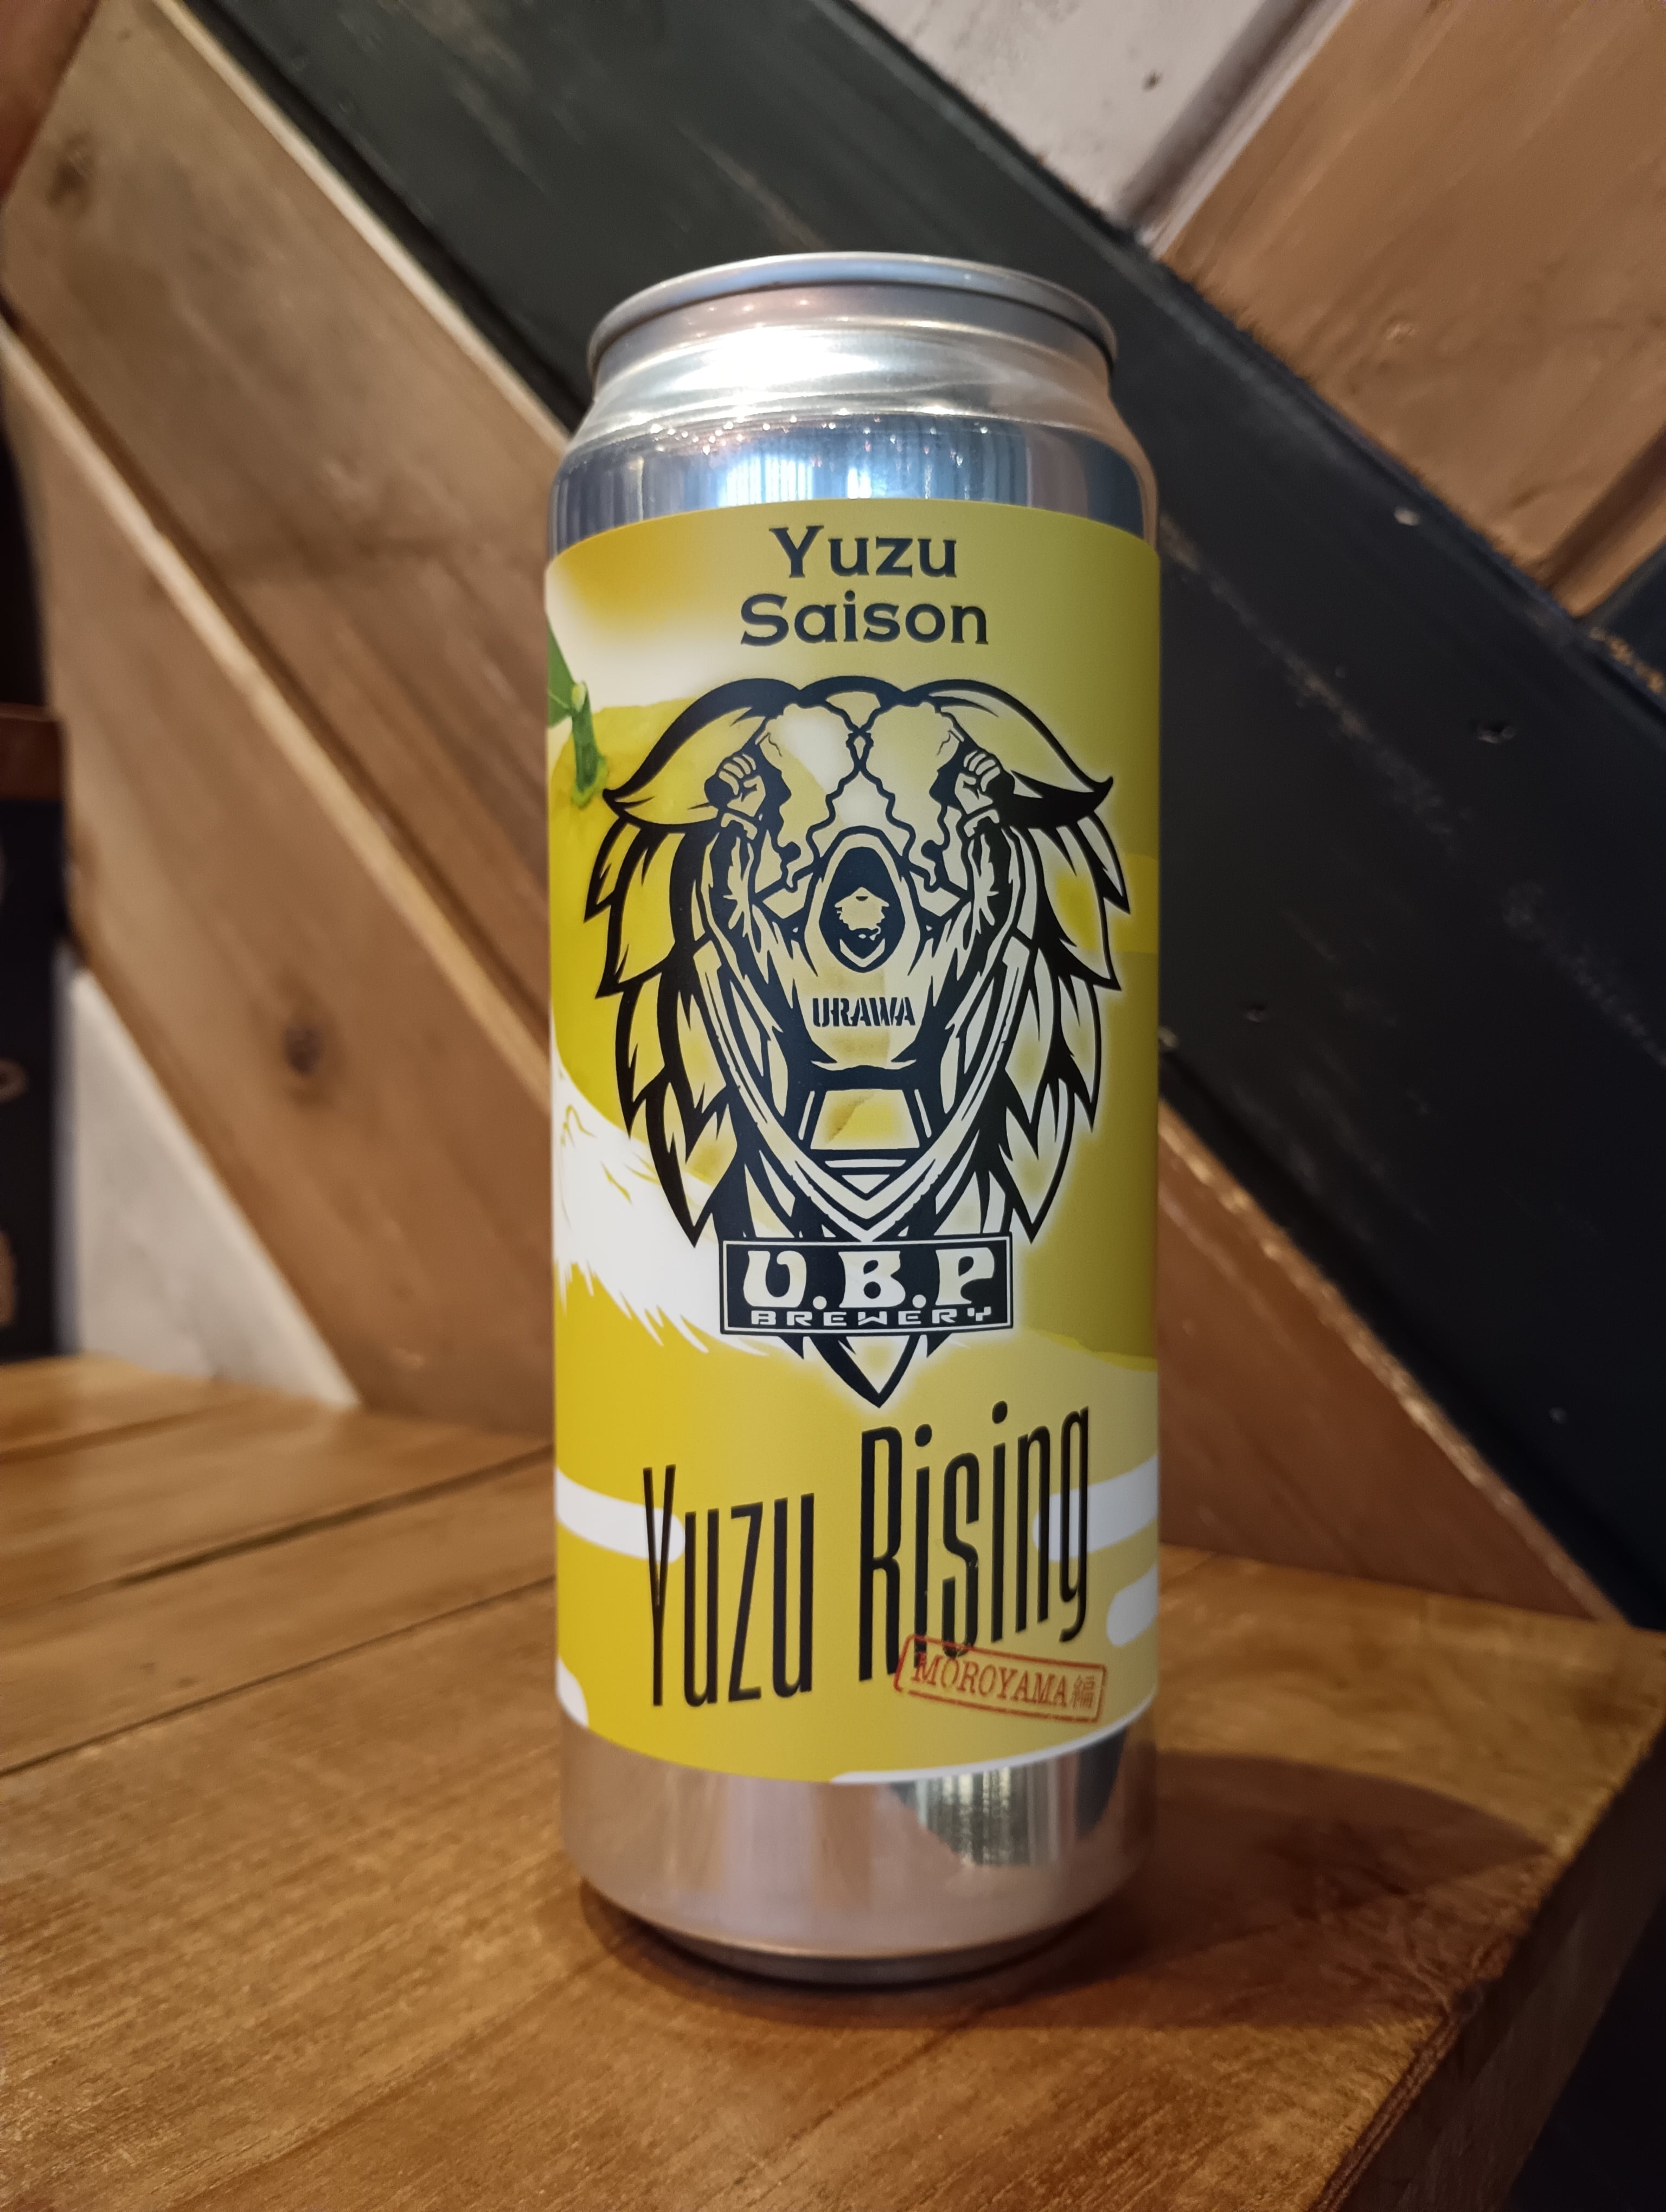 Yuzu
Saison
URAWA
U.B.P
BREWERY
Yuzu Rising
MOROYAMA編